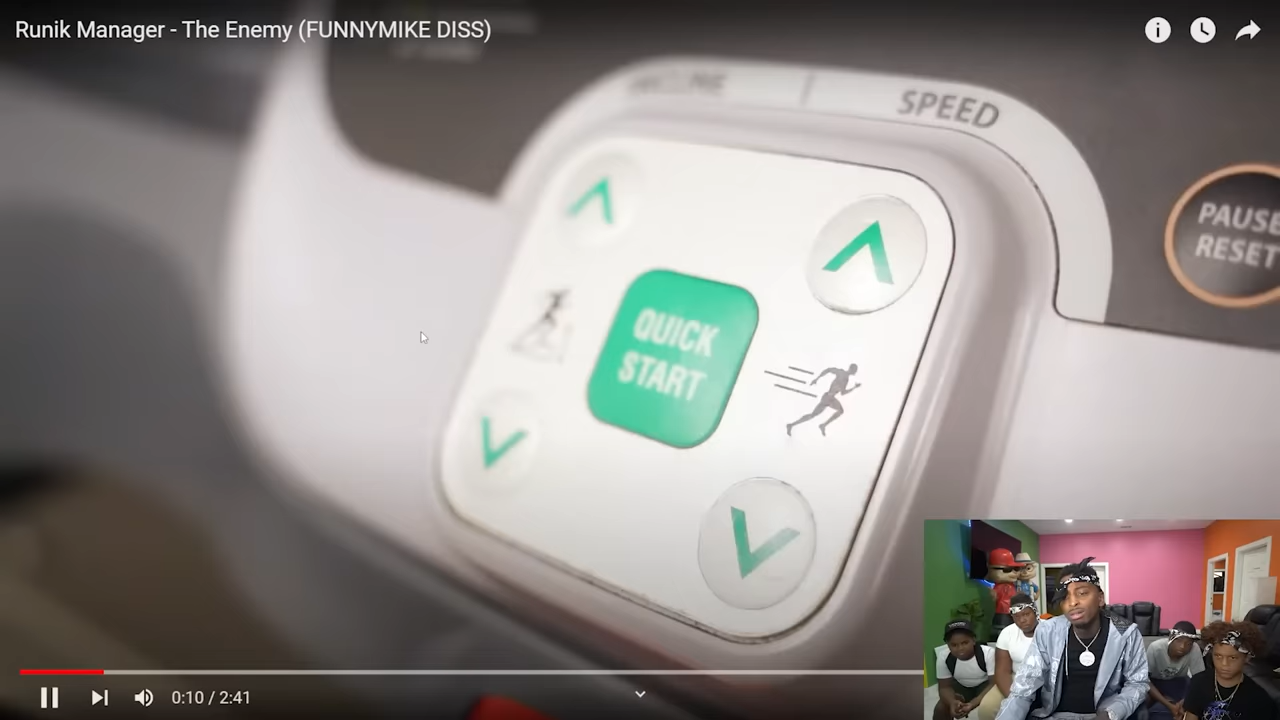 Runik Manager - The Enemy (FUNNYMIKE DISS)
SPEED
PAUSE
RESET
QUICK
START
0:10 / 2:41